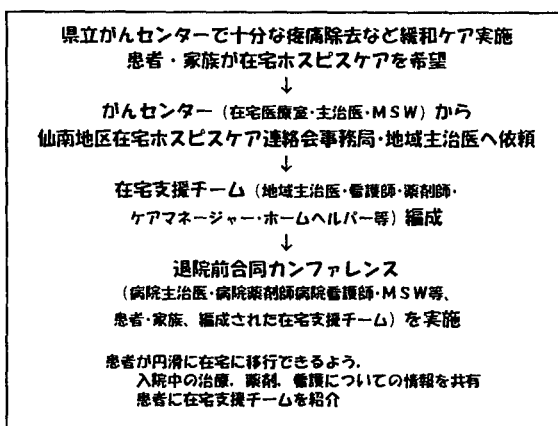 県立がんセンターで十分な疼痛除去など緩和ケア実施
患者・家族が在宅ホスピスケアを希望
↓
がんセンター（在宅医療室・主治医・MSW）から
仙南地区在宅ホスピスケア連絡会事務局・地域主治医へ依頼
↓
在宅支援チーム（地域主治医・看護師・薬剤師・
ケアマネージャー・ホームヘルパー等）編成
↓
退院前合同カンファレンス
（病院主治医・病院薬剤師病院看護師・MSW等、
患者・家族、編成された在宅支援チーム）を実施
患者が円滑に在宅に移行できるよう、
入院中の治療、薬剤、看護についての情報を共有
患者に在宅支援チームを紹介